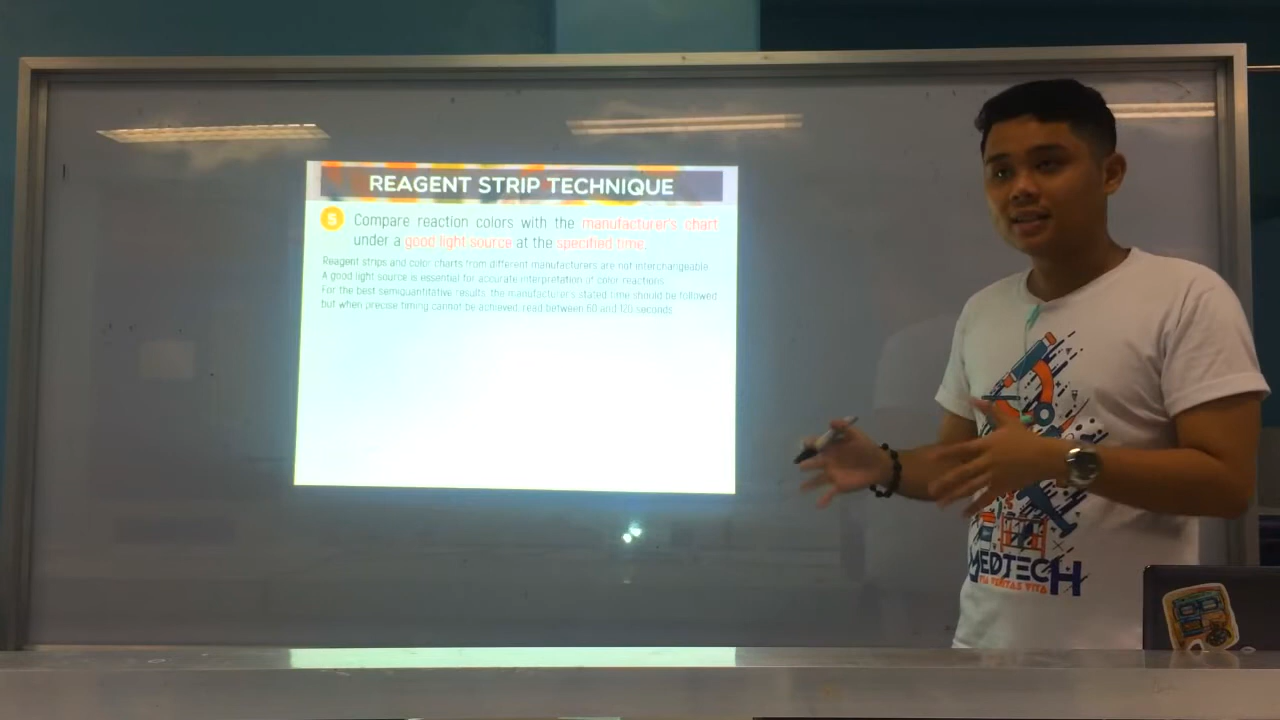 REAGENT STRIP TECHNIQUE
5 Compare reaction colors with the manufacturer's chart
under a good light source at the specified time.
Reagent strips and color charts from different manufacturers are not interchangeable.
A good light source is essential for accurate interpretation of color reactions.
For the best semiquantitative results, the manufacturer's stated time should be followed
but when precise timing cannot be achieved, read between 60 and 120 seconds.
MEDTECH
VIA VERITAS VITA